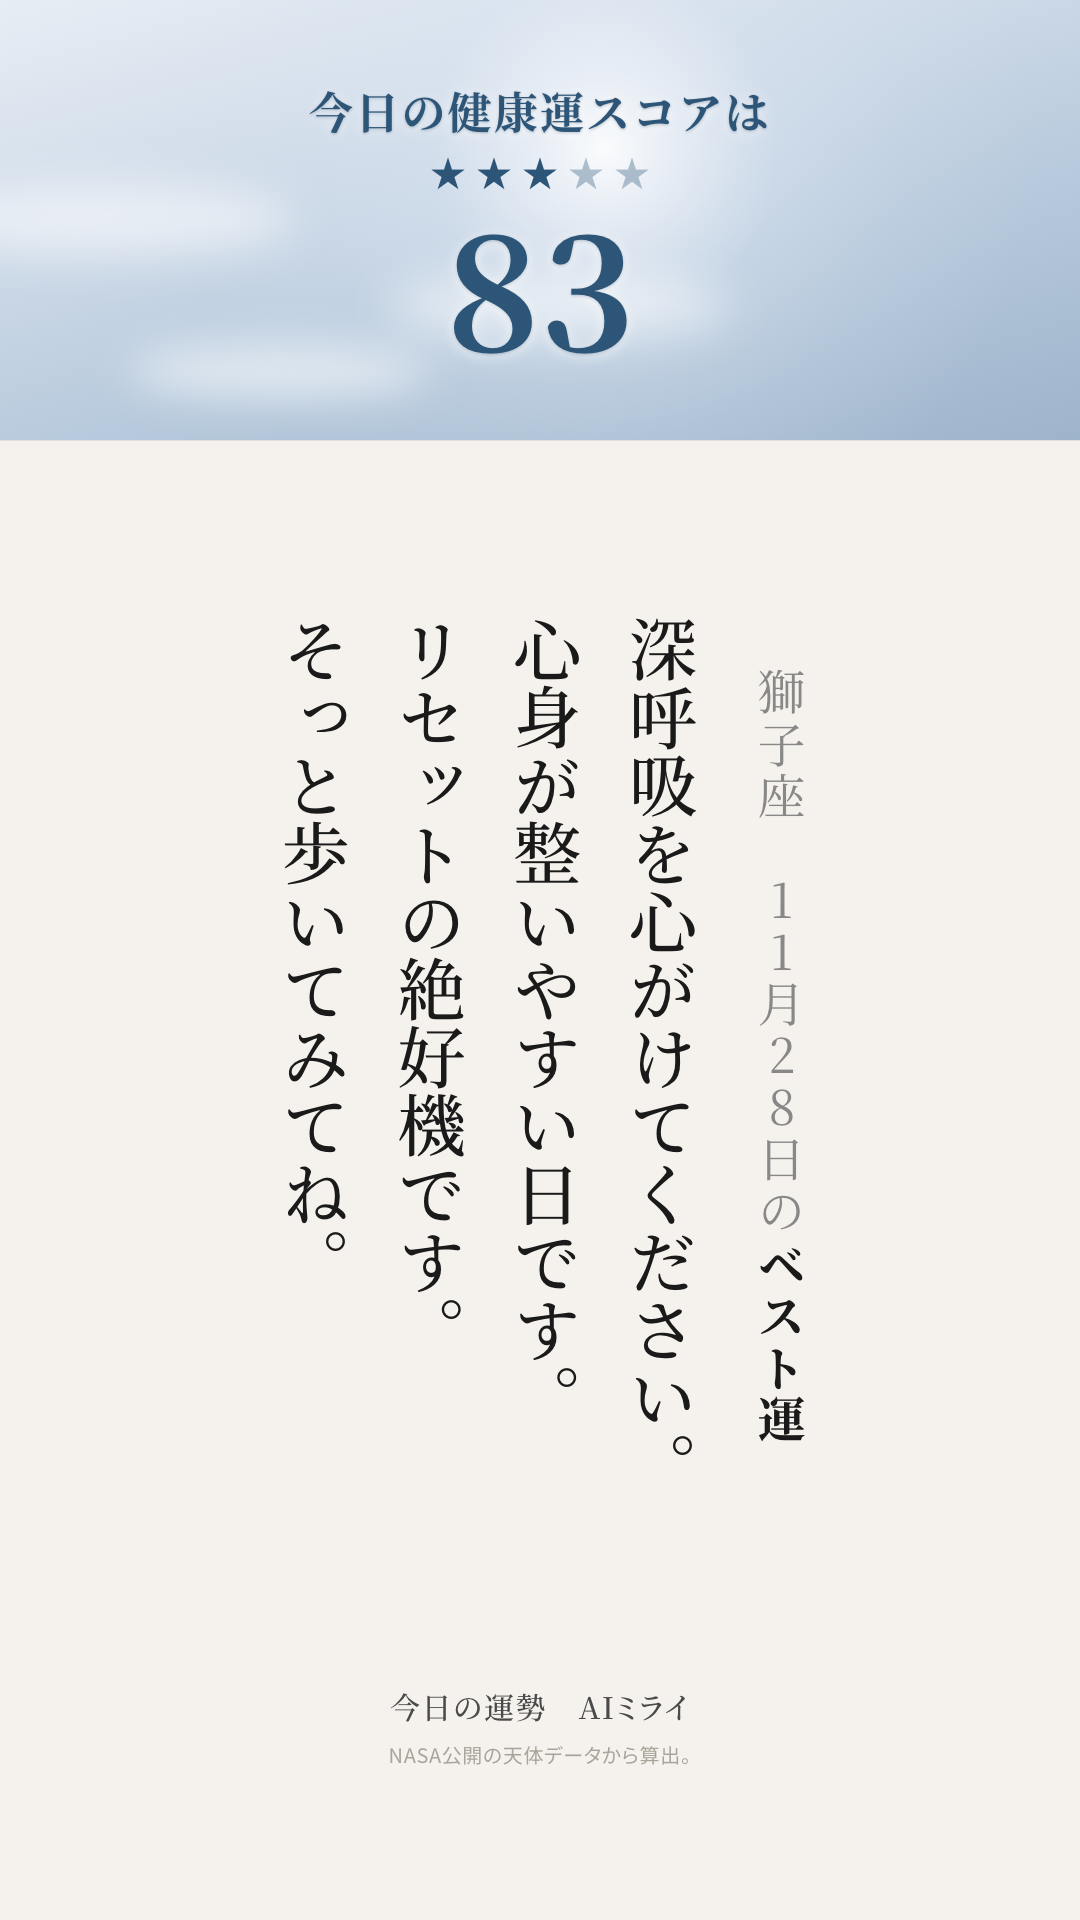 今日の健康運スコアは
★★★★★
83
獅子座　11月28日のベスト運
深呼吸を心がけてください。
心身が整いやすい日です。
リセットの絶好機です。
そっと歩いてみてね。
今日の運勢　AIミライ
NASA公開の天体データから算出。